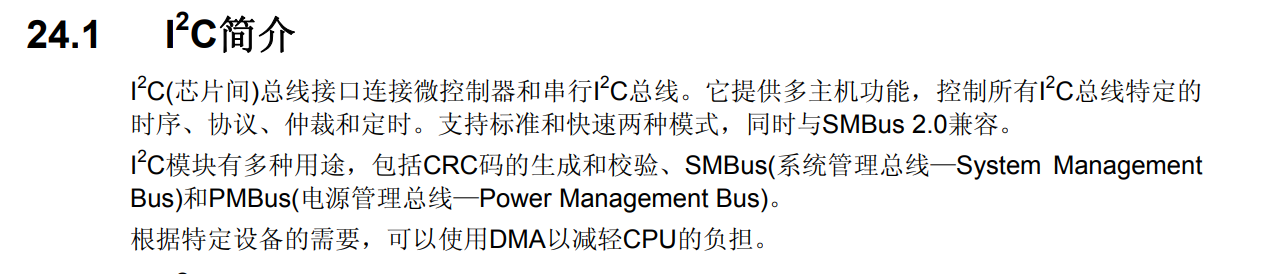 24.1 I²C简介
I²C(芯片间)总线接口连接微控制器和串行I²C总线。它提供多主机功能，控制所有I²C总线特定的
时序、协议、仲裁和定时。支持标准和快速两种模式，同时与SMBus 2.0兼容。
I²C模块有多种用途，包括CRC码的生成和校验、SMBus(系统管理总线—System Management
Bus)和PMBus(电源管理总线—Power Management Bus)。
根据特定设备的需要，可以使用DMA以减轻CPU的负担。